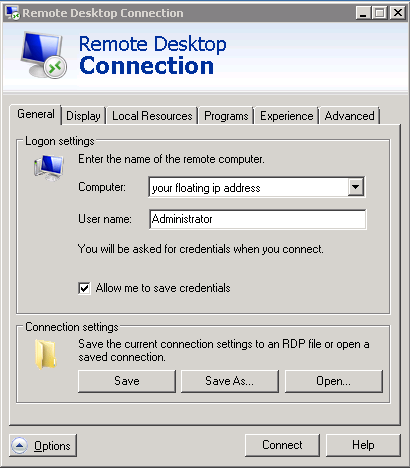 Remote Desktop Connection
Remote Desktop
Connection
General Display Local Resources Programs Experience Advanced
Logon settings
Enter the name of the remote computer.
Computer: your floating ip address
User name: Administrator
You will be asked for credentials when you connect.
Allow me to save credentials
Connection settings
Save the current connection settings to an RDP file or open a
saved connection.
Save Save As... Open...
Options Connect Help